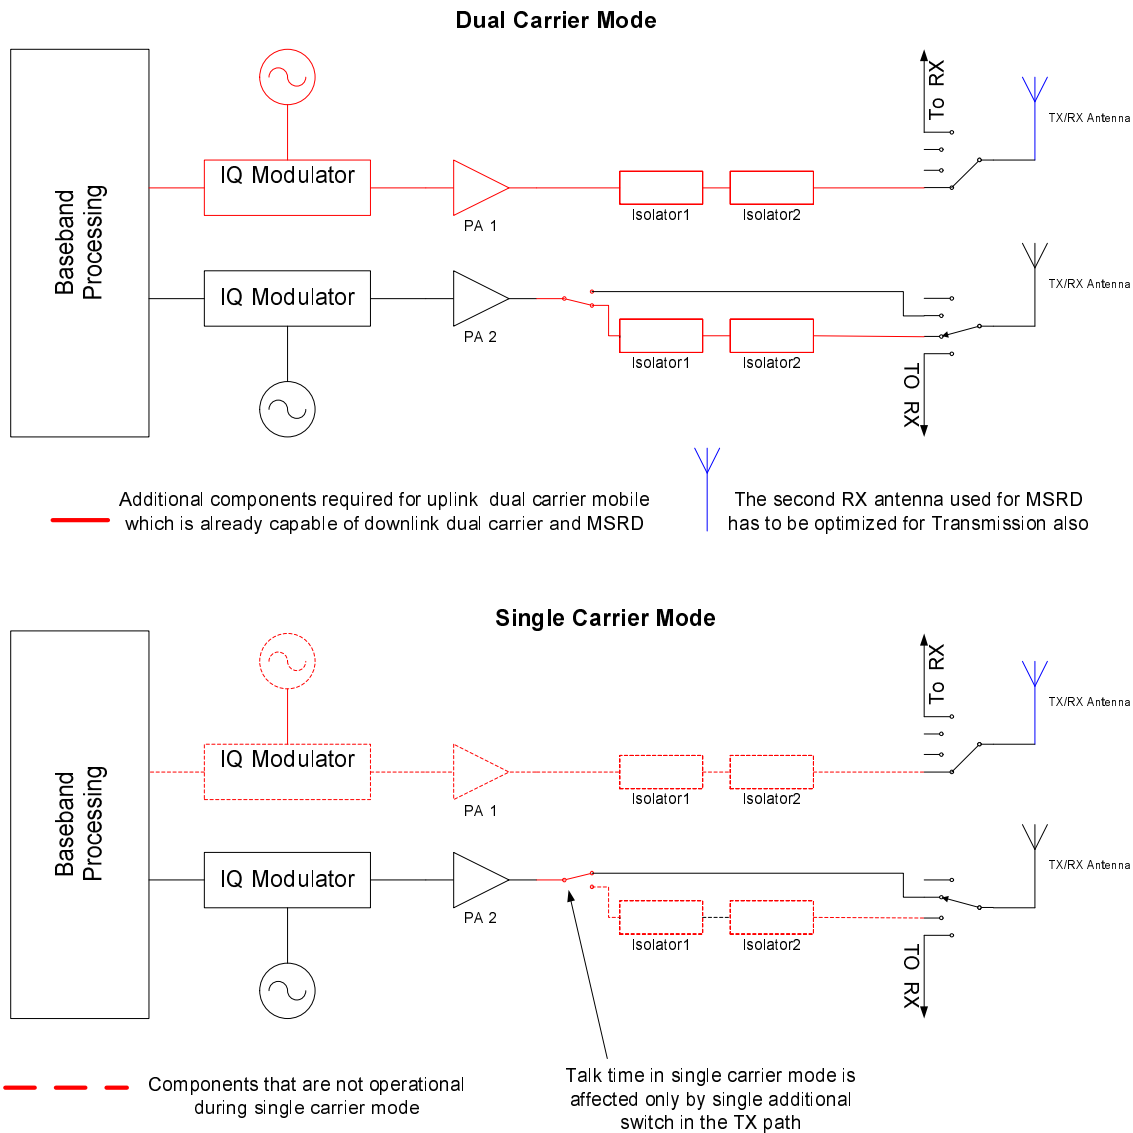 Dual Carrier Mode
To RX
TX/RX Antenna
IQ Modulator
PA 1
Isolator1
Isolator2
Baseband
Processing
IQ Modulator
PA 2
Isolator1
Isolator2
TX/RX Antenna
TO RX
Additional components required for uplink dual carrier mobile
which is already capable of downlink dual carrier and MSRD
The second RX antenna used for MSRD
has to be optimized for Transmission also
Single Carrier Mode
To RX
TX/RX Antenna
IQ Modulator
PA 1
Isolator1
Isolator2
Baseband
Processing
IQ Modulator
PA 2
Isolator1
Isolator2
TX/RX Antenna
TO RX
Components that are not operational
during single carrier mode
Talk time in single carrier mode is
affected only by single additional
switch in the TX path